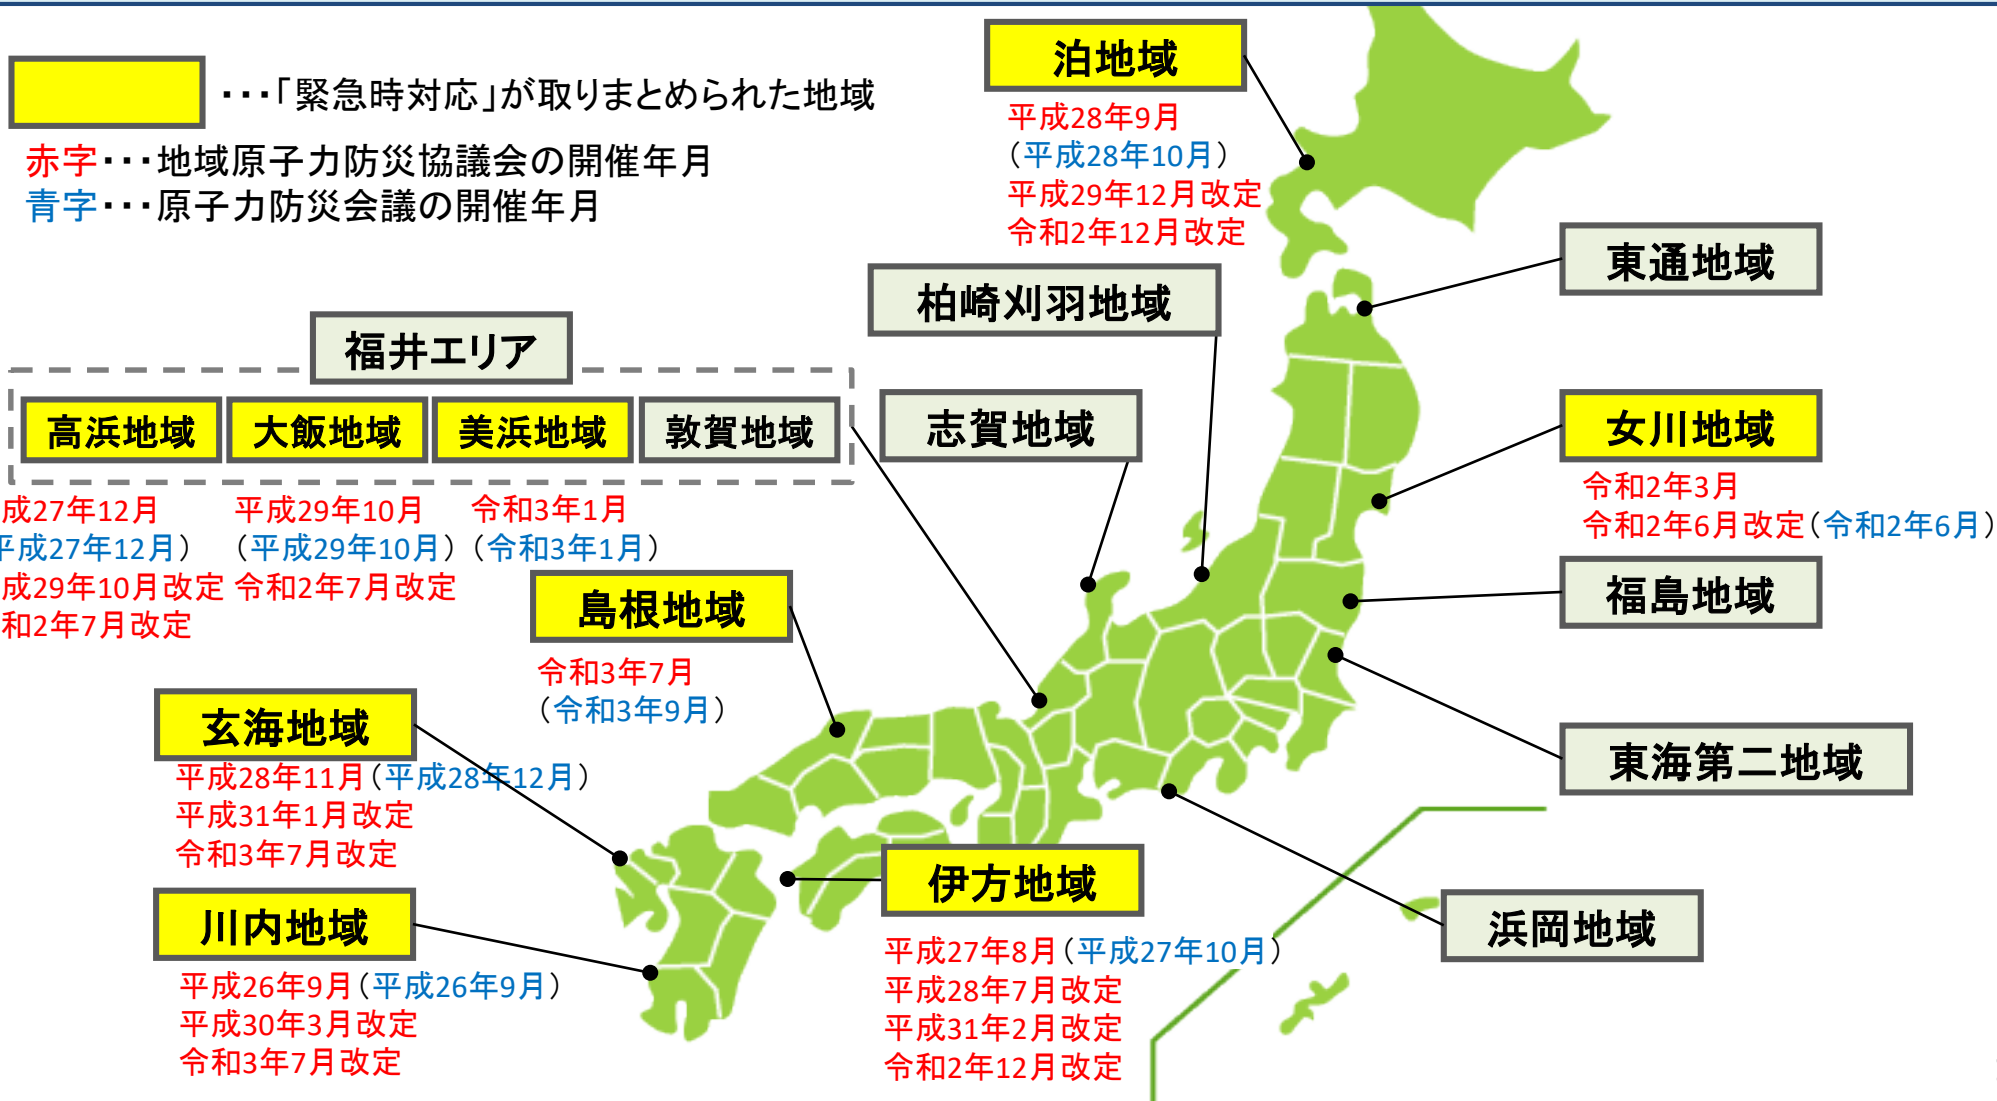 ・・・「緊急時対応」が取りまとめられた地域
赤字・・・地域原子力防災協議会の開催年月
青字・・・原子力防災会議の開催年月
泊地域
平成28年9月
（平成28年10月）
平成29年12月改定
令和2年12月改定
東通地域
柏崎刈羽地域
福井エリア
高浜地域
大飯地域
美浜地域
敦賀地域
成27年12月
平成27年12月）
成29年10月改定
和2年7月改定
平成29年10月
（平成29年10月）
令和2年7月改定
令和3年1月
（令和3年1月）
志賀地域
女川地域
令和2年3月
令和2年6月改定（令和2年6月）
島根地域
令和3年7月
（令和3年9月）
福島地域
玄海地域
平成28年11月（平成28年12月）
平成31年1月改定
令和3年7月改定
東海第二地域
川内地域
平成26年9月（平成26年9月）
平成30年3月改定
令和3年7月改定
伊方地域
平成27年8月（平成27年10月）
平成28年7月改定
平成31年2月改定
令和2年12月改定
浜岡地域